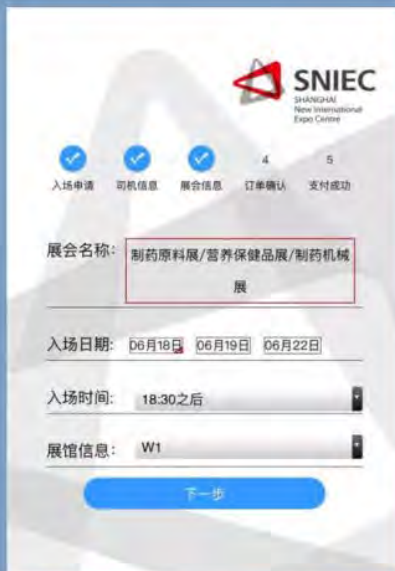 SNIEC
SHANGHAI
New International
Expo Centre
4 5
入场申请 司机信息 展会信息 订单确认 支付成功
展会名称: 制药原料展/营养保健品展/制药机械
展
入场日期: 06月18日 06月19日 06月22日
入场时间: 18:30之后
展馆信息: W1
下一步